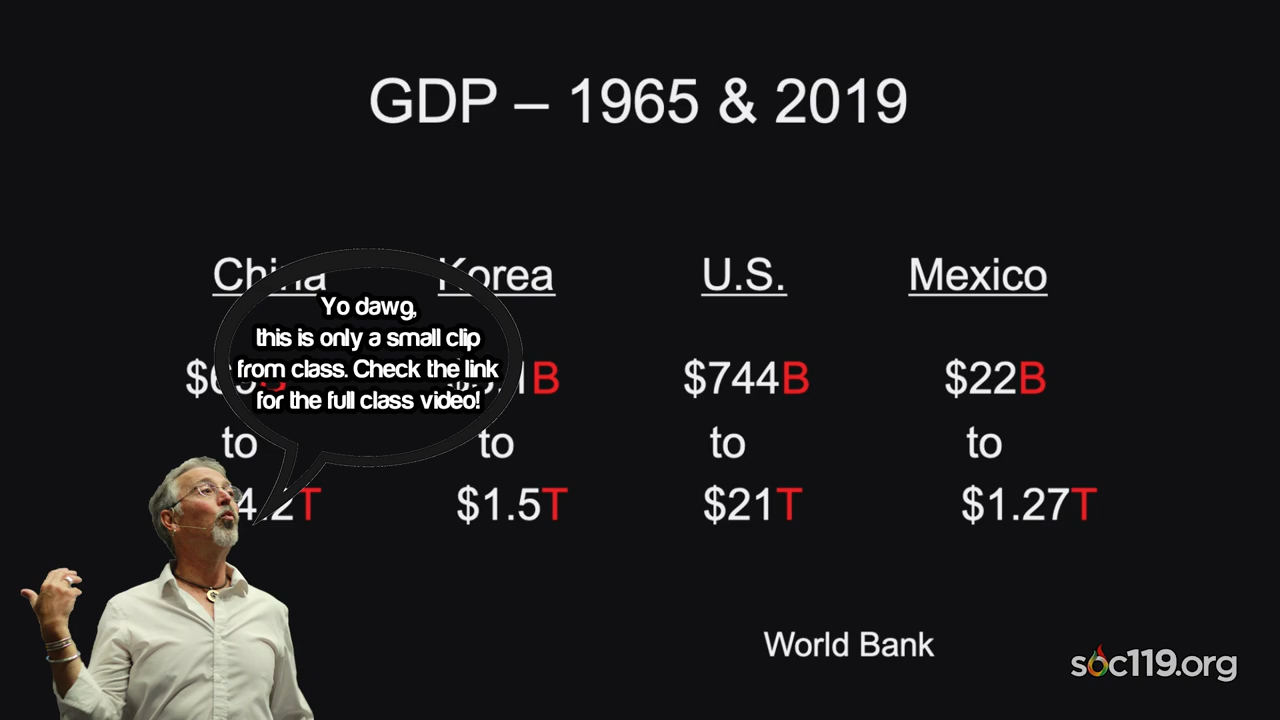 GDP – 1965 & 2019
China Korea U.S. Mexico
Yo dawg,
this is only a small clip
from class. Check the link
for the full class video!
$744B $22B
to to to to
$1.5T $21T $1.27T
World Bank
soc119.org